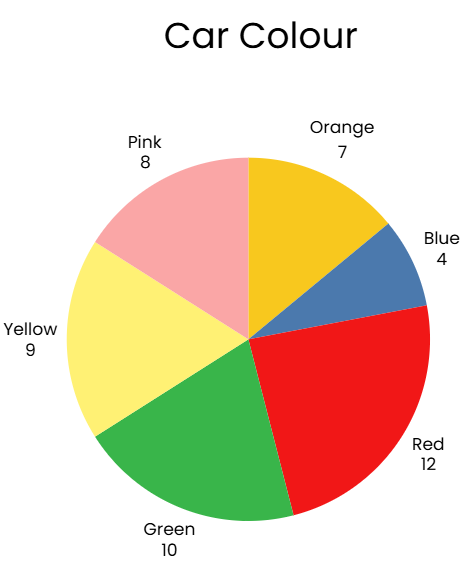 Car Colour
Orange
7
Pink
8
Blue
4
Yellow
9
Red
12
Green
10